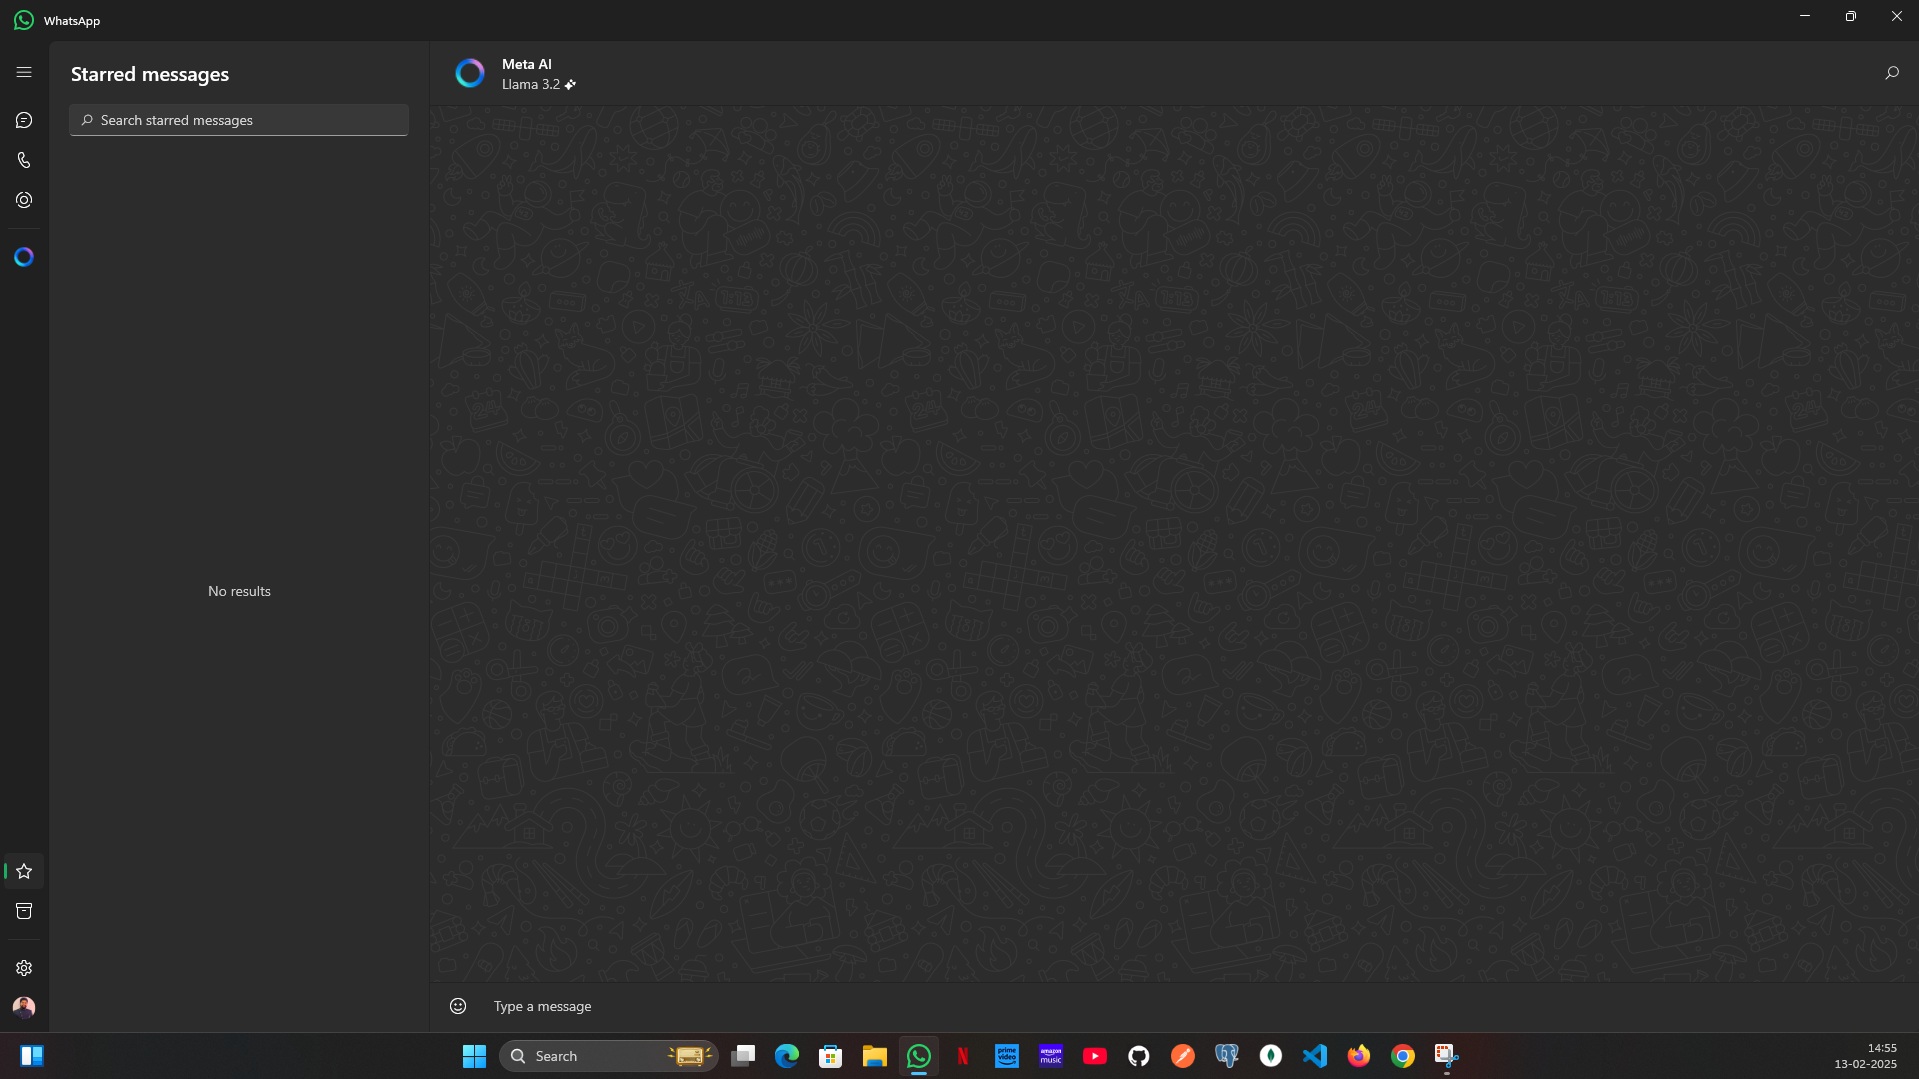 WhatsApp
Starred messages
Search starred messages
No results
Meta AI
Llama 3.2
Type a message
Search
prime video
amazon music
14:55
13-02-2025